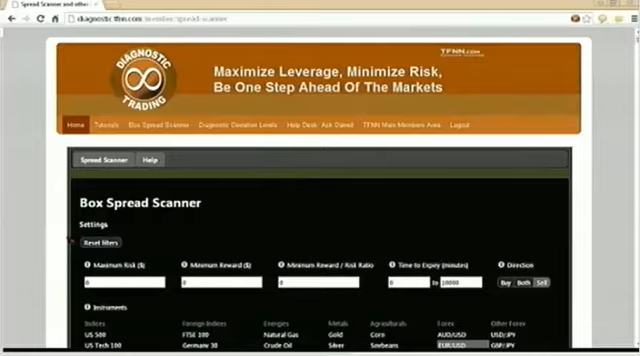 Spread Scanner and other
diagnostic.tfnn.com/member/spread-scanner
DIAGNOSTIC
TRADING
TFNN.COM
Maximize Leverage, Minimize Risk,
Be One Step Ahead Of The Markets
Home Tutorials Box Spread Scanner Diagnostic Deviation Levels Help Desk: Ask Daniel TFNN Main Members Area Logout
Spread Scanner Help
Box Spread Scanner
Settings
Reset filters
Maximum Risk ($) Minimum Reward ($) Minimum Reward / Risk Ratio Time to Expiry (minutes) Direction
0 0 0 0 to 10000 Buy Both Sell
Instruments
Indices Foreign Indices Energies Metals Agriculturals Forex Other Forex
US 500 FTSE 100 Natural Gas Gold Corn AUD/USD USD/JPY
US Tech 100 Germany 30 Crude Oil Silver Soybeans EUR/USD GBP/JPY